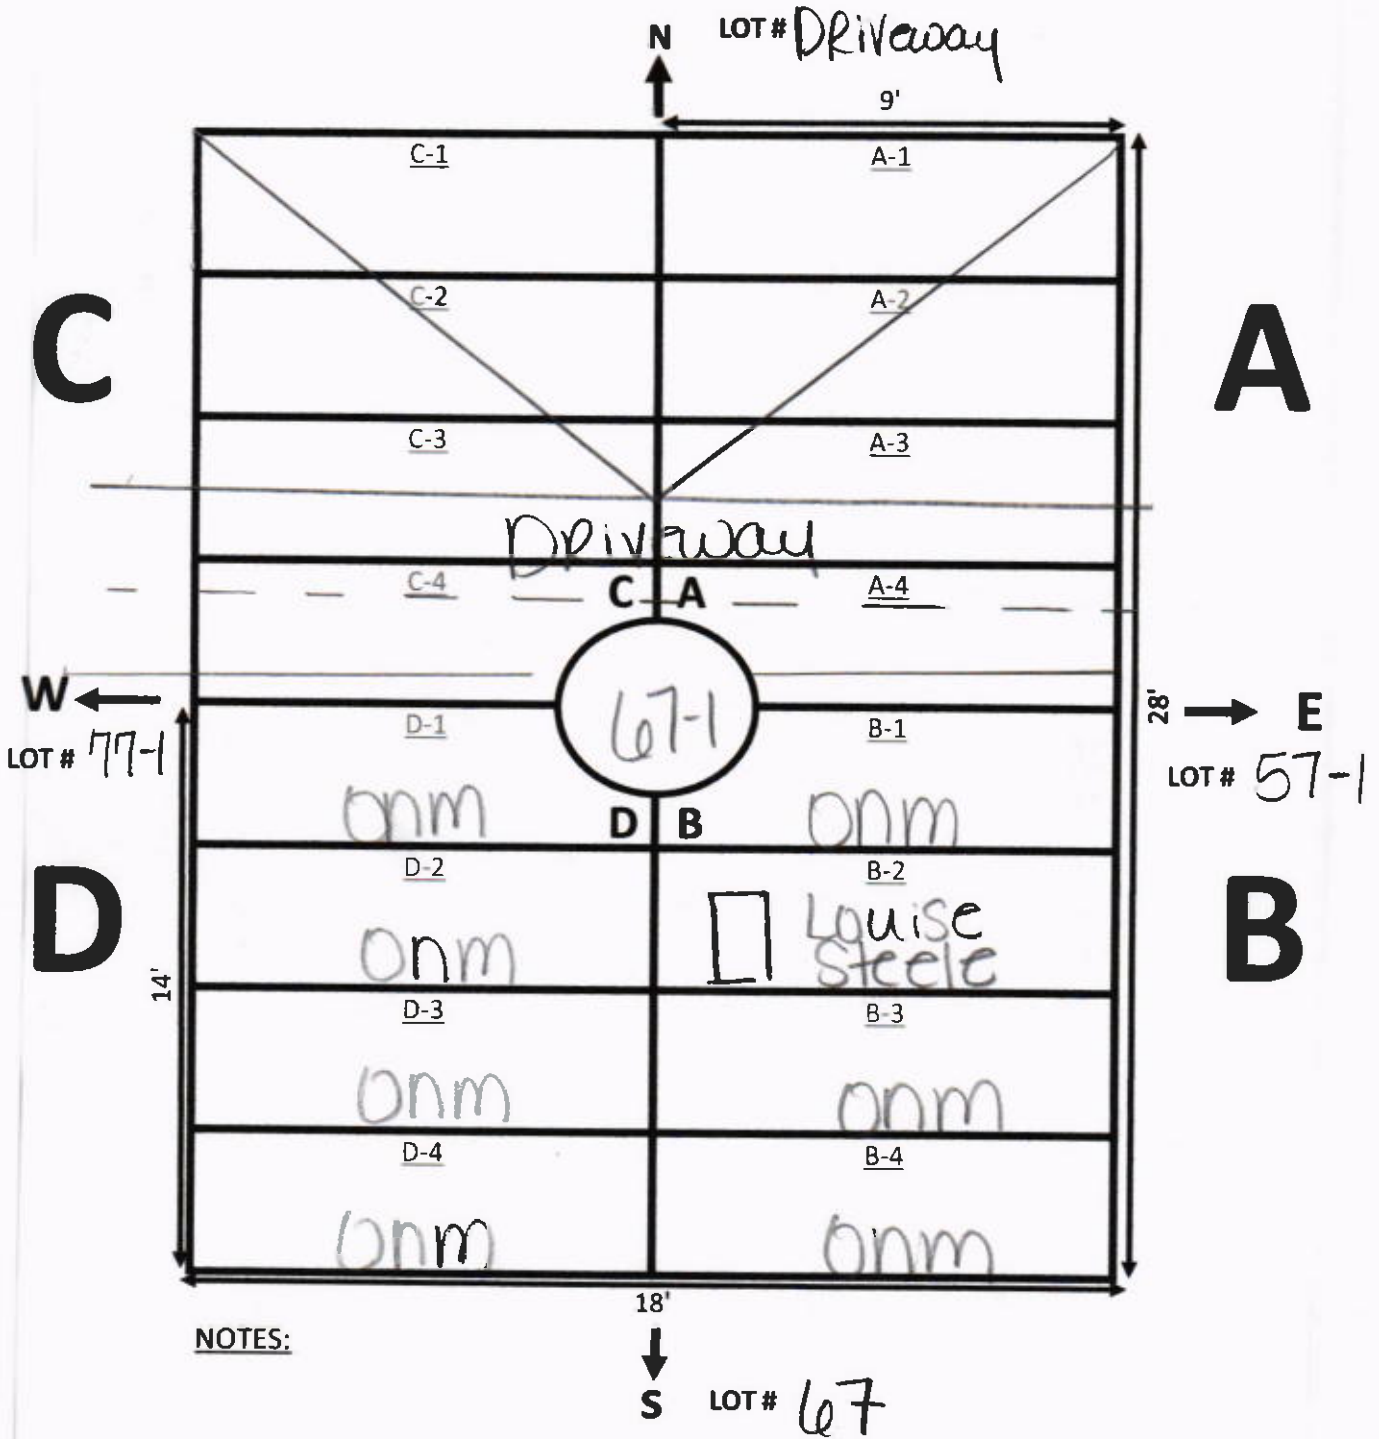 N LOT # DRiveway
9'
C-1 A-1
C-2 A-2
C A
C-3 A-3
DRiveway
C-4 C A A-4
W 67-1 28' E
D-1 B-1
LOT # 77-1 LOT # 57-1
onm D B onm
D-2 B-2
D onm Louise B
Steele
14'
D-3 B-3
onm onm
D-4 B-4
onm onm
18'
NOTES:
S LOT # 67